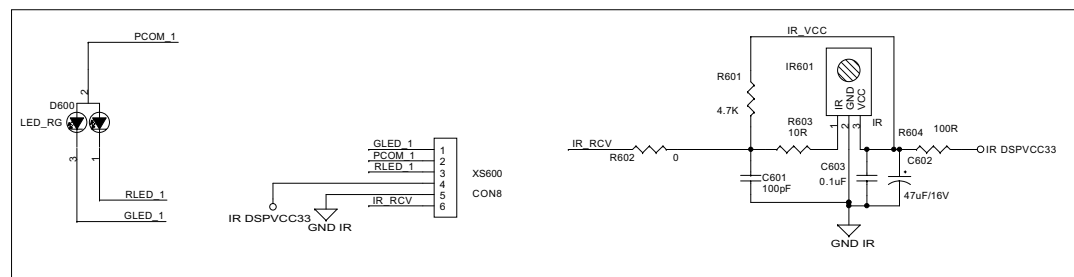 PCOM_1
2
D600
LED_RG
3
1
RLED_1
GLED_1
GLED_1
PCOM_1
RLED_1
IR_RCV
1
2
3
4
5
6
XS600
CON8
IR DSPVCC33
GND IR
IR_VCC
R601
4.7K
IR601
IR
GND
VCC
1
2
3
IR
R603
10R
R604
100R
IR_RCV
R602
0
C601
100pF
C603
0.1uF
C602
+
47uF/16V
IR DSPVCC33
GND IR